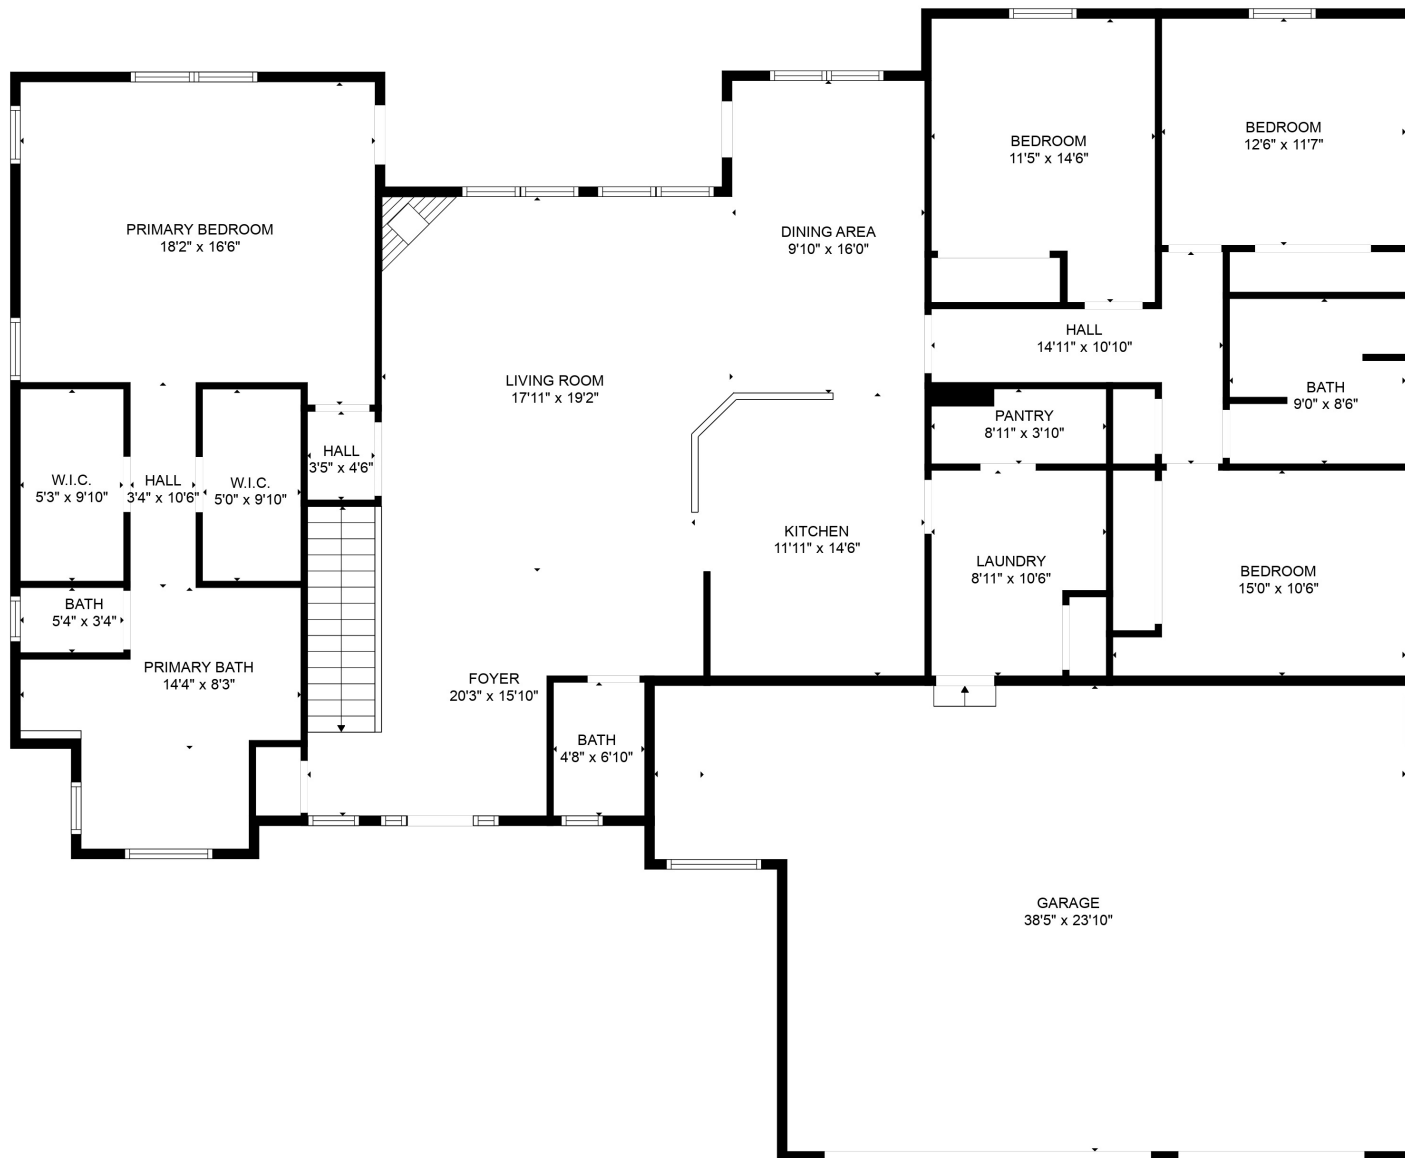 BEDROOM
12'6" x 11'7"
BEDROOM
11'5" x 14'6"
PRIMARY BEDROOM
18'2" x 16'6"
DINING AREA
9'10" x 16'0"
HALL
14'11" x 10'10"
LIVING ROOM
17'11" x 19'2"
BATH
9'0" x 8'6"
PANTRY
8'11" x 3'10"
HALL
3'5" x 4'6"
W.I.C.
5'3" x 9'10"
HALL
3'4" x 10'6"
W.I.C.
5'0" x 9'10"
KITCHEN
11'11" x 14'6"
LAUNDRY
8'11" x 10'6"
BEDROOM
15'0" x 10'6"
BATH
5'4" x 3'4"
PRIMARY BATH
14'4" x 8'3"
FOYER
20'3" x 15'10"
BATH
4'8" x 6'10"
GARAGE
38'5" x 23'10"